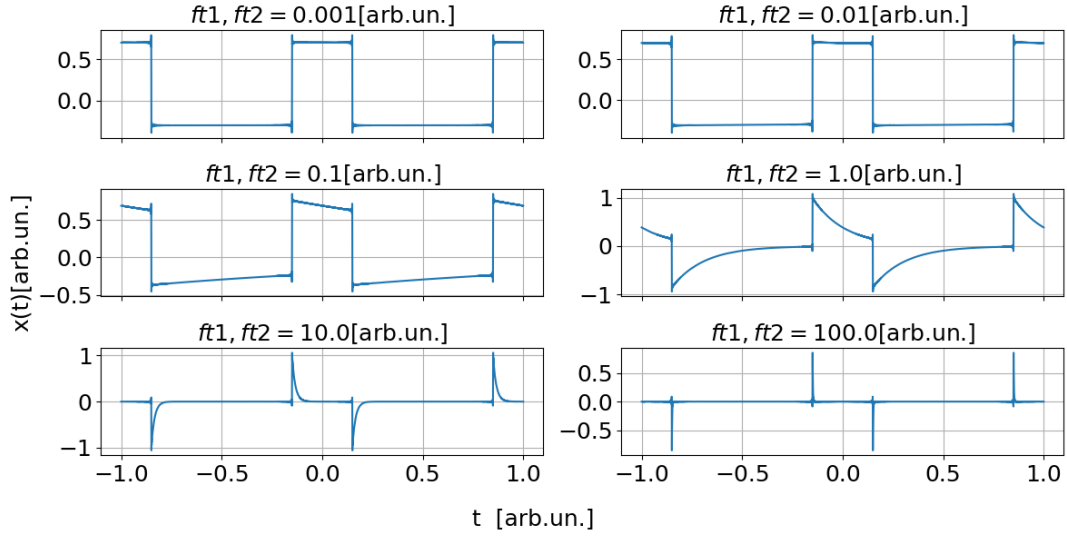 ft1, ft2 = 0.001[arb.un.]
ft1, ft2 = 0.01[arb.un.]
0.5
0.0
0.5
0.0
ft1, ft2 = 0.1[arb.un.]
ft1, ft2 = 1.0[arb.un.]
0.5
0.0
−0.5
1
0
−1
x(t)[arb.un.]
ft1, ft2 = 10.0[arb.un.]
ft1, ft2 = 100.0[arb.un.]
1
0
−1
0.5
0.0
−0.5
−1.0 −0.5 0.0 0.5 1.0
−1.0 −0.5 0.0 0.5 1.0
t [arb.un.]